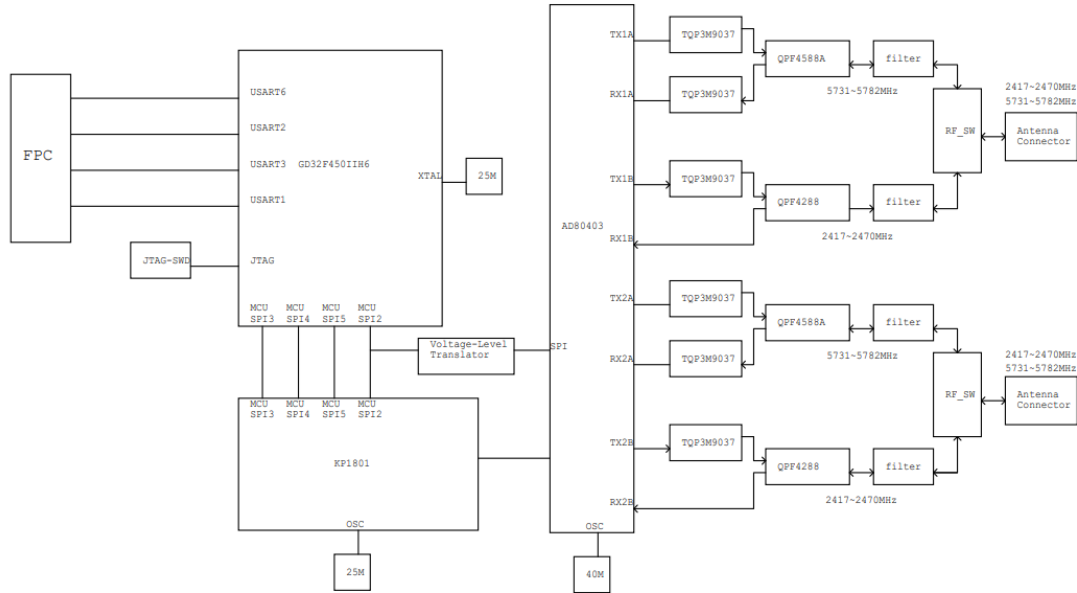 FPC
USART6
USART2
USART3
USART1
GD32F450IIH6
XTAL
25M
JTAG-SWD
JTAG
MCU
SPI3
MCU
SPI4
MCU
SPI5
MCU
SPI2
Voltage-Level
Translator
MCU
SPI3
MCU
SPI4
MCU
SPI5
MCU
SPI2
KP1801
OSC
25M
SPI
AD80403
OSC
40M
TX1A
TQP3M9037
RX1A
TQP3M9037
QPF4588A
filter
5731~5782MHz
TX1B
TQP3M9037
RX1B
QPF4288
filter
2417~2470MHz
RF_SW
2417~2470MHz
5731~5782MHz
Antenna
Connector
TX2A
TQP3M9037
RX2A
TQP3M9037
QPF4588A
filter
5731~5782MHz
TX2B
TQP3M9037
RX2B
QPF4288
filter
2417~2470MHz
RF_SW
2417~2470MHz
5731~5782MHz
Antenna
Connector